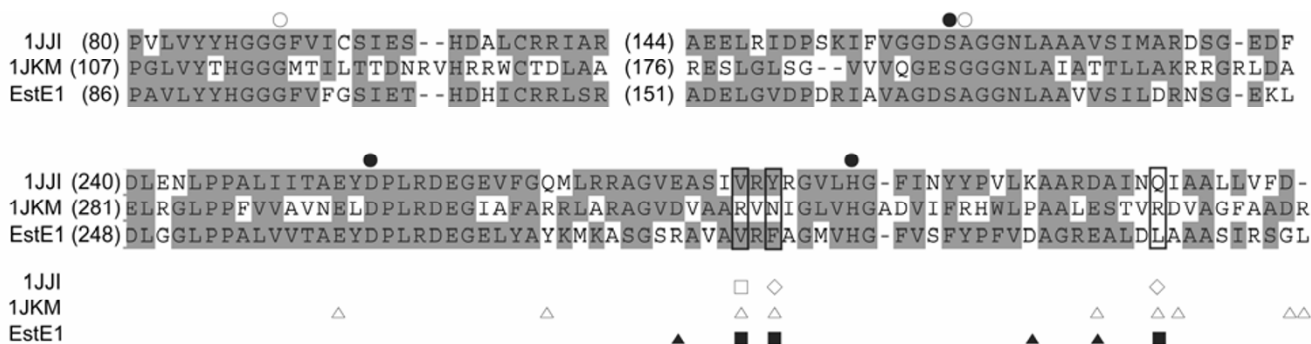 1JJI (80) PVLVYYHGGGFVICSIES--HDALCRRIAR (144) AEELRIDPSKIFVGGDSAGGNLAAAVSIMARDSG-EDF
1JKM (107) PGLVYTHGGGMTILTTDNRVHRRWCTDLAA (176) RESLGLSG--VVVQGESGGGNLAIATTLLAKRRGRLDA
EstE1 (86) PAVLYYHGGGFVFGSIET--HDHICRRLSR (151) ADELGVDPDRIAVAGDSAGGNLAAVVSILDRNSG-EKL
1JJI (240) DLENLPPALIITAEYDPLRDEGEVFGQMLRRAGVEASIVRYRGVLHG-FINYYPVLKAARDAINQIAALLVFD-
1JKM (281) ELRGLPPFVVAVNELDPLRDEGIAFARRLARAGVDVAARVNIGLVHGADVIFRHWLPAALESTVRDVAGFAADR
EstE1 (248) DLGGLPPALVVTAEYDPLRDEGELYAYKMKASGSRAVAVRFAGMVHG-FVSFYPFVDAGREALDLAAASIRSGL
1JJI
1JKM
EstE1